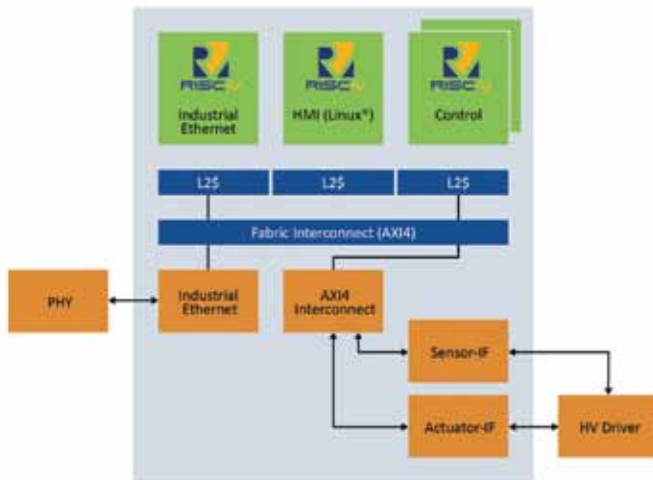 RISC-V
RISC-V
RISC-V
Industrial
Ethernet
HMI (Linux®)
Control
L2$
L2$
L2$
Fabric Interconnect (AXI4)
PHY
Industrial
Ethernet
AXI4
Interconnect
Sensor-IF
Actuator-IF
HV Driver